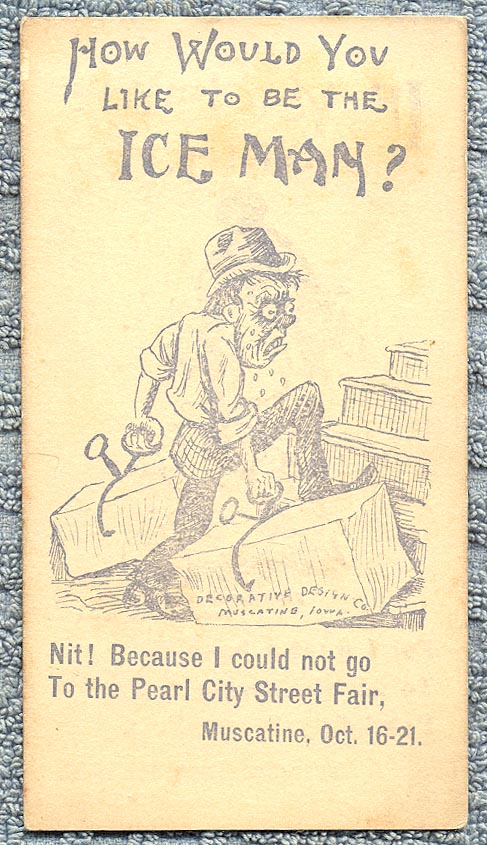 HOW WOULD YOU
LIKE TO BE THE
ICE MAN?
DECORATIVE DESIGN Co.
MUSCATINE, IOWA.
Nit! Because I could not go
To the Pearl City Street Fair,
Muscatine, Oct. 16-21.